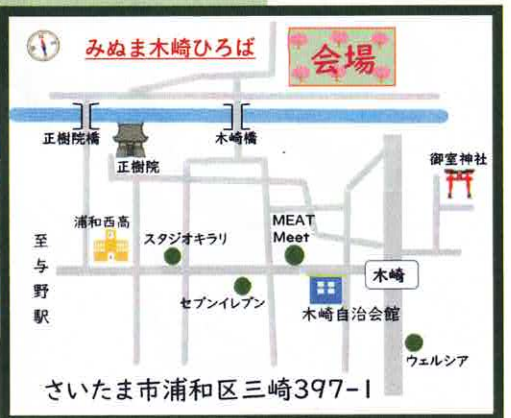 みぬま木崎ひろば
会場
正樹院橋
木崎橋
正樹院
御室神社
浦和西高
スタジオキラリ
MEAT
Meet
至与野駅
木崎
セブンイレブン
木崎自治会館
ウェルシア
さいたま市浦和区三崎397-1